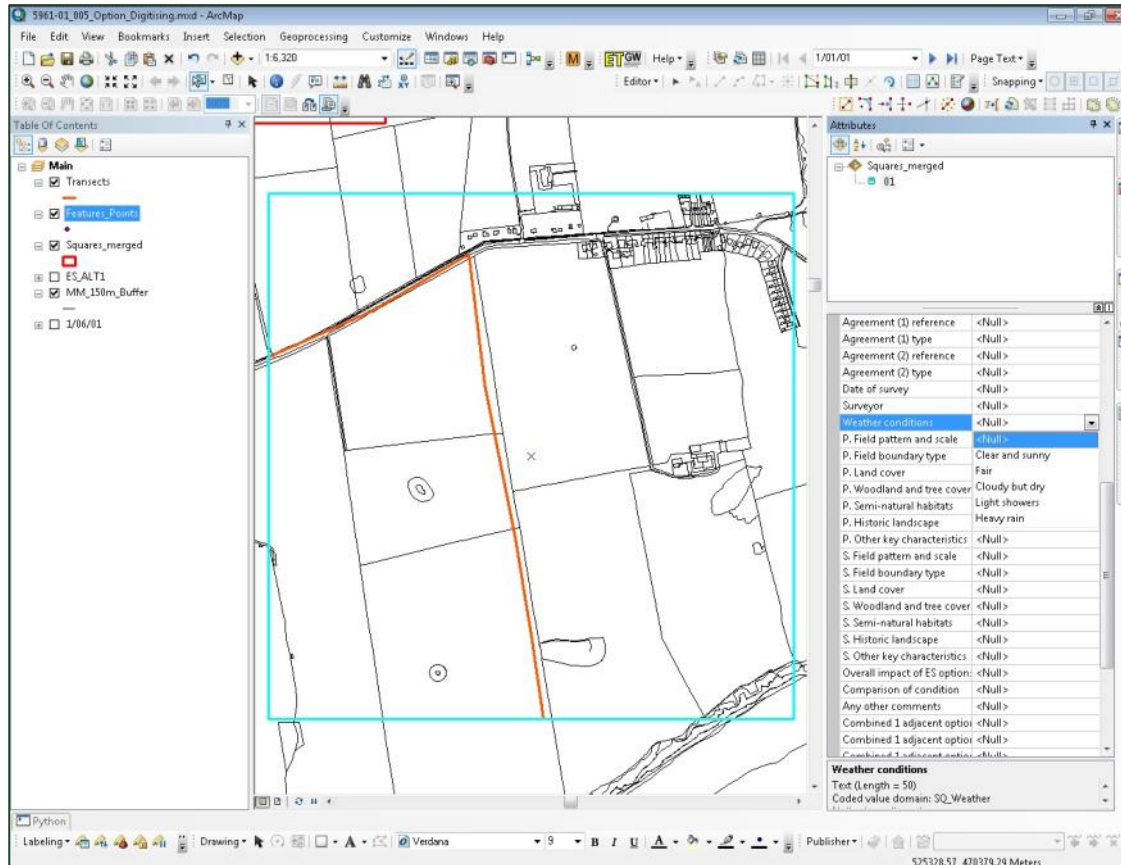 5961-01_005_Option_Digitising.mxd - ArcMap
File Edit View Bookmarks Insert Selection Geoprocessing Customize Windows Help
1:6,320
M
ET GW Help
1/01/01
Page Text
Editor
Snapping
Table Of Contents
Main
Transects
Features_Points
Squares_merged
ES_ALT1
MM_150m_Buffer
1/06/01
Attributes
Squares_merged
01
Agreement (1) reference <Null>
Agreement (1) type <Null>
Agreement (2) reference <Null>
Agreement (2) type <Null>
Date of survey <Null>
Surveyor <Null>
Weather conditions <Null>
P. Field pattern and scale <Null>
P. Field boundary type Clear and sunny
P. Land cover Fair
P. Woodland and tree cover Cloudy but dry
P. Semi-natural habitats Light showers
P. Historic landscape Heavy rain
P. Other key characteristics <Null>
S. Field pattern and scale <Null>
S. Field boundary type <Null>
S. Land cover <Null>
S. Woodland and tree cover <Null>
S. Semi-natural habitats <Null>
S. Historic landscape <Null>
S. Other key characteristics <Null>
Overall impact of ES option: <Null>
Comparison of condition <Null>
Any other comments <Null>
Combined 1 adjacent optio <Null>
Combined 1 adjacent optio <Null>
Weather conditions
Text (Length = 50)
Coded value domain: SQ_Weather
Python
Labeling Drawing A Verdana 9 B I U A Publisher
525328.57 470379.29 Meters